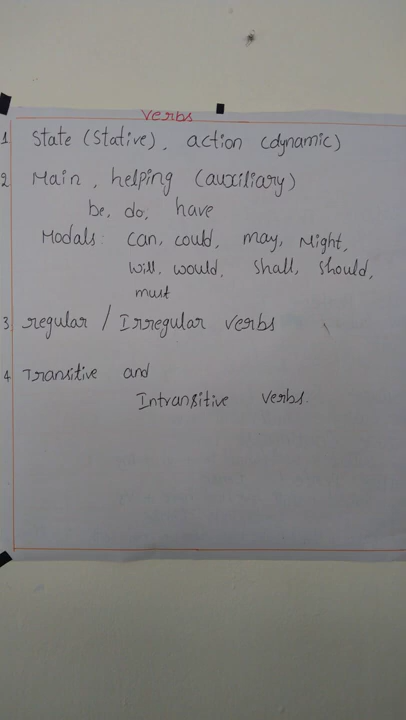 Verbs
1 State (Stative), action (dynamic)
2 Main, helping (auxiliary)
be, do, have
Modals: Can, could, may, Might,
Will, would, shall, should,
must
3 regular / Irregular verbs
4 Transitive and
Intransitive verbs.